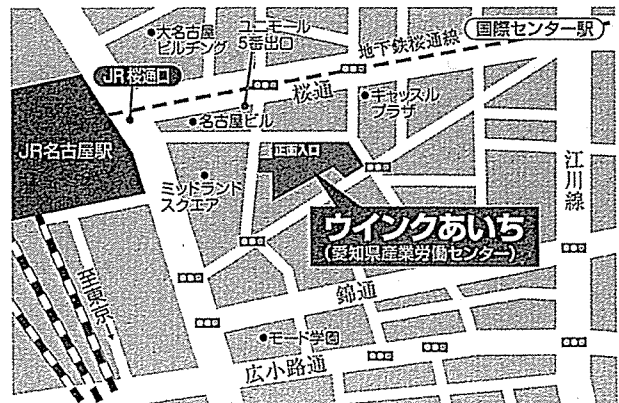 国際センター駅
大名古屋
ビルヂング
ユニモール
5番出口
地下鉄桜通線
JR桜通口
桜通
キャッスル
プラザ
名古屋ビル
JR名古屋駅
正面入口
ミッドランド
スクエア
江川線
ウインクあいち
(愛知県産業労働センター)
至東京→
錦通
モード学園
広小路通